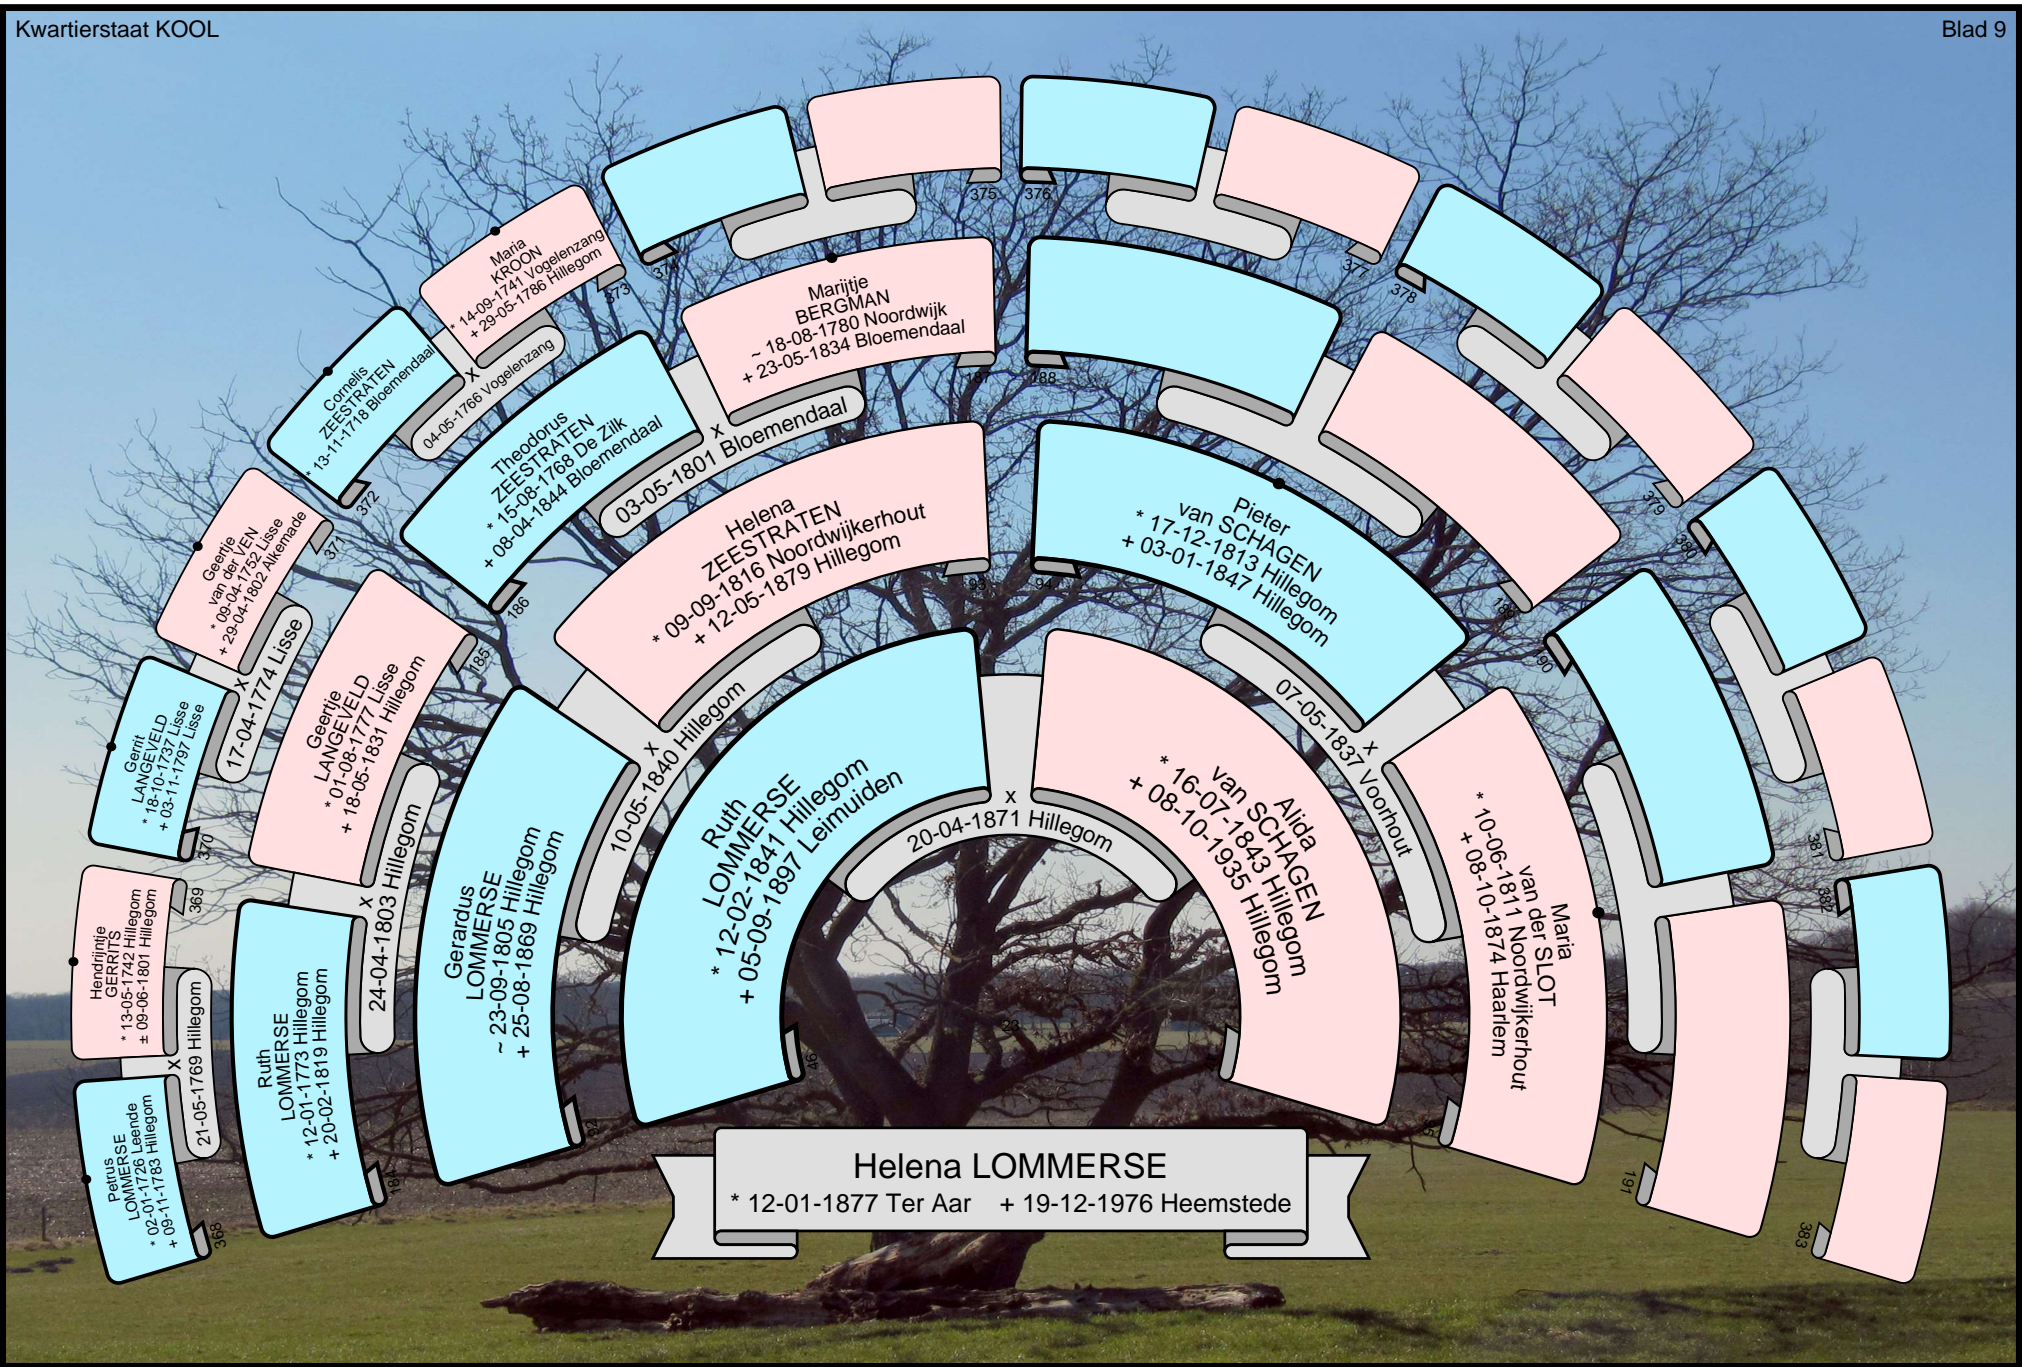 Kwartierstaat KOOL
Blad 9
375
376
374
377
Maria
KROON
* 14-09-1741 Vogelenzang
+ 29-05-1786 Hillegom
373
378
Cornelis
ZEESTRATEN
* 13-11-1718 Bloemendaal
372
x
04-05-1766 Vogelenzang
Marijtje
BERGMAN
~ 18-08-1780 Noordwijk
+ 23-05-1834 Bloemendaal
187
188
379
Theodorus
ZEESTRATEN
* 15-08-1768 De Zilk
+ 08-04-1844 Bloemendaal
186
x
03-05-1801 Bloemendaal
189
380
Geertje
van der VEN
* 09-04-1752 Lisse
+ 29-04-1802 Alkemade
371
Helena
ZEESTRATEN
* 09-09-1816 Noordwijkerhout
+ 12-05-1879 Hillegom
93
Pieter
van SCHAGEN
* 17-12-1813 Hillegom
+ 03-01-1847 Hillegom
94
190
Gerrit
LANGEVELD
* 18-10-1737 Lisse
+ 03-11-1797 Lisse
370
x
17-04-1774 Lisse
Geertje
LANGEVELD
* 01-08-1777 Lisse
+ 18-05-1831 Hillegom
185
381
x
10-05-1840 Hillegom
x
07-05-1837 Voorhout
Hendrijntje
GERRITS
* 13-05-1742 Hillegom
± 09-06-1801 Hillegom
369
x
24-04-1803 Hillegom
Gerardus
LOMMERSE
~ 23-09-1805 Hillegom
+ 25-08-1869 Hillegom
92
Ruth
LOMMERSE
* 12-02-1841 Hillegom
+ 05-09-1897 Leimuiden
46
x
20-04-1871 Hillegom
Alida
van SCHAGEN
* 16-07-1843 Hillegom
+ 08-10-1935 Hillegom
Maria
van der SLOT
* 10-06-1811 Noordwijkerhout
+ 08-10-1874 Haarlem
382
Ruth
LOMMERSE
* 12-01-1773 Hillegom
+ 20-02-1819 Hillegom
184
x
21-05-1769 Hillegom
23
Petrus
LOMMERSE
* 02-01-1726 Leende
+ 09-11-1783 Hillegom
368
191
383
Helena LOMMERSE
* 12-01-1877 Ter Aar + 19-12-1976 Heemstede